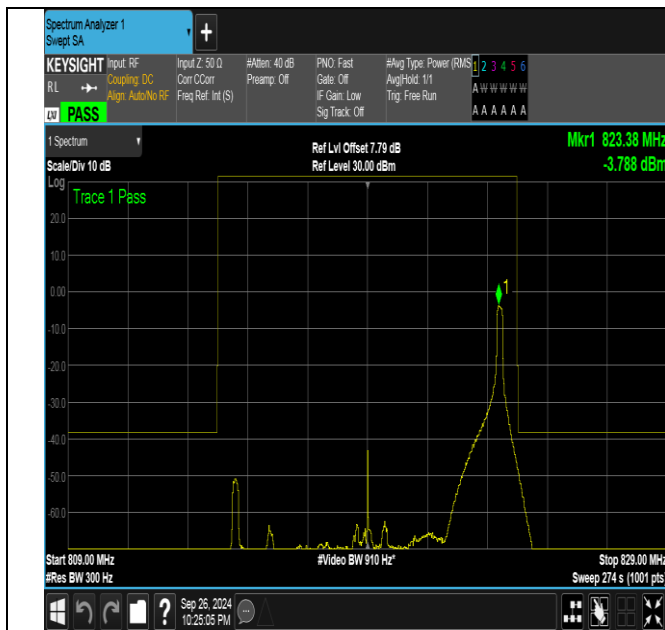 Spectrum Analyzer 1
Swept SA
+
KEYSIGHT
RL
LXI PASS
Input: RF
Coupling: DC
Align: Auto/No RF
Input Z: 50 Ω
Corr CCorr
Freq Ref: Int (S)
#Atten: 40 dB
Preamp: Off
PNO: Fast
Gate: Off
IF Gain: Low
Sig Track: Off
#Avg Type: Power (RMS
Avg|Hold: 1/1
Trig: Free Run
1 2 3 4 5 6
A W W W W W
A A A A A A
1 Spectrum
Scale/Div 10 dB
Ref Lvl Offset 7.79 dB
Ref Level 30.00 dBm
Mkr1 823.38 MHz
-3.788 dBm
Log
Trace 1 Pass
20.0
10.0
0.00
-10.0
-20.0
-30.0
-40.0
-50.0
-60.0
1
Start 809.00 MHz
#Res BW 300 Hz
#Video BW 910 Hz*
Stop 829.00 MHz
Sweep 274 s (1001 pts)
?
Sep 26, 2024
10:25:05 PM